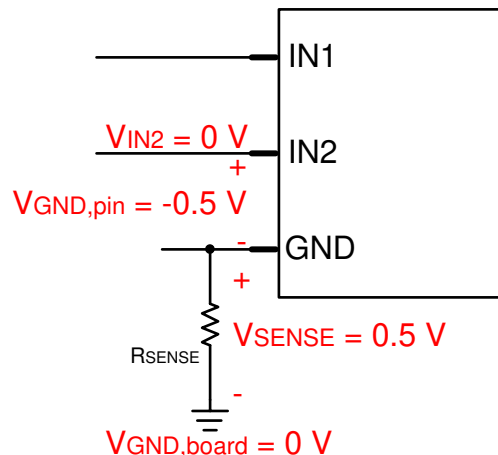 IN1
VIN2 = 0 V
+
IN2
VGND,pin = -0.5 V
-
GND
+
VSENSE = 0.5 V
RSENSE
-
VGND,board = 0 V